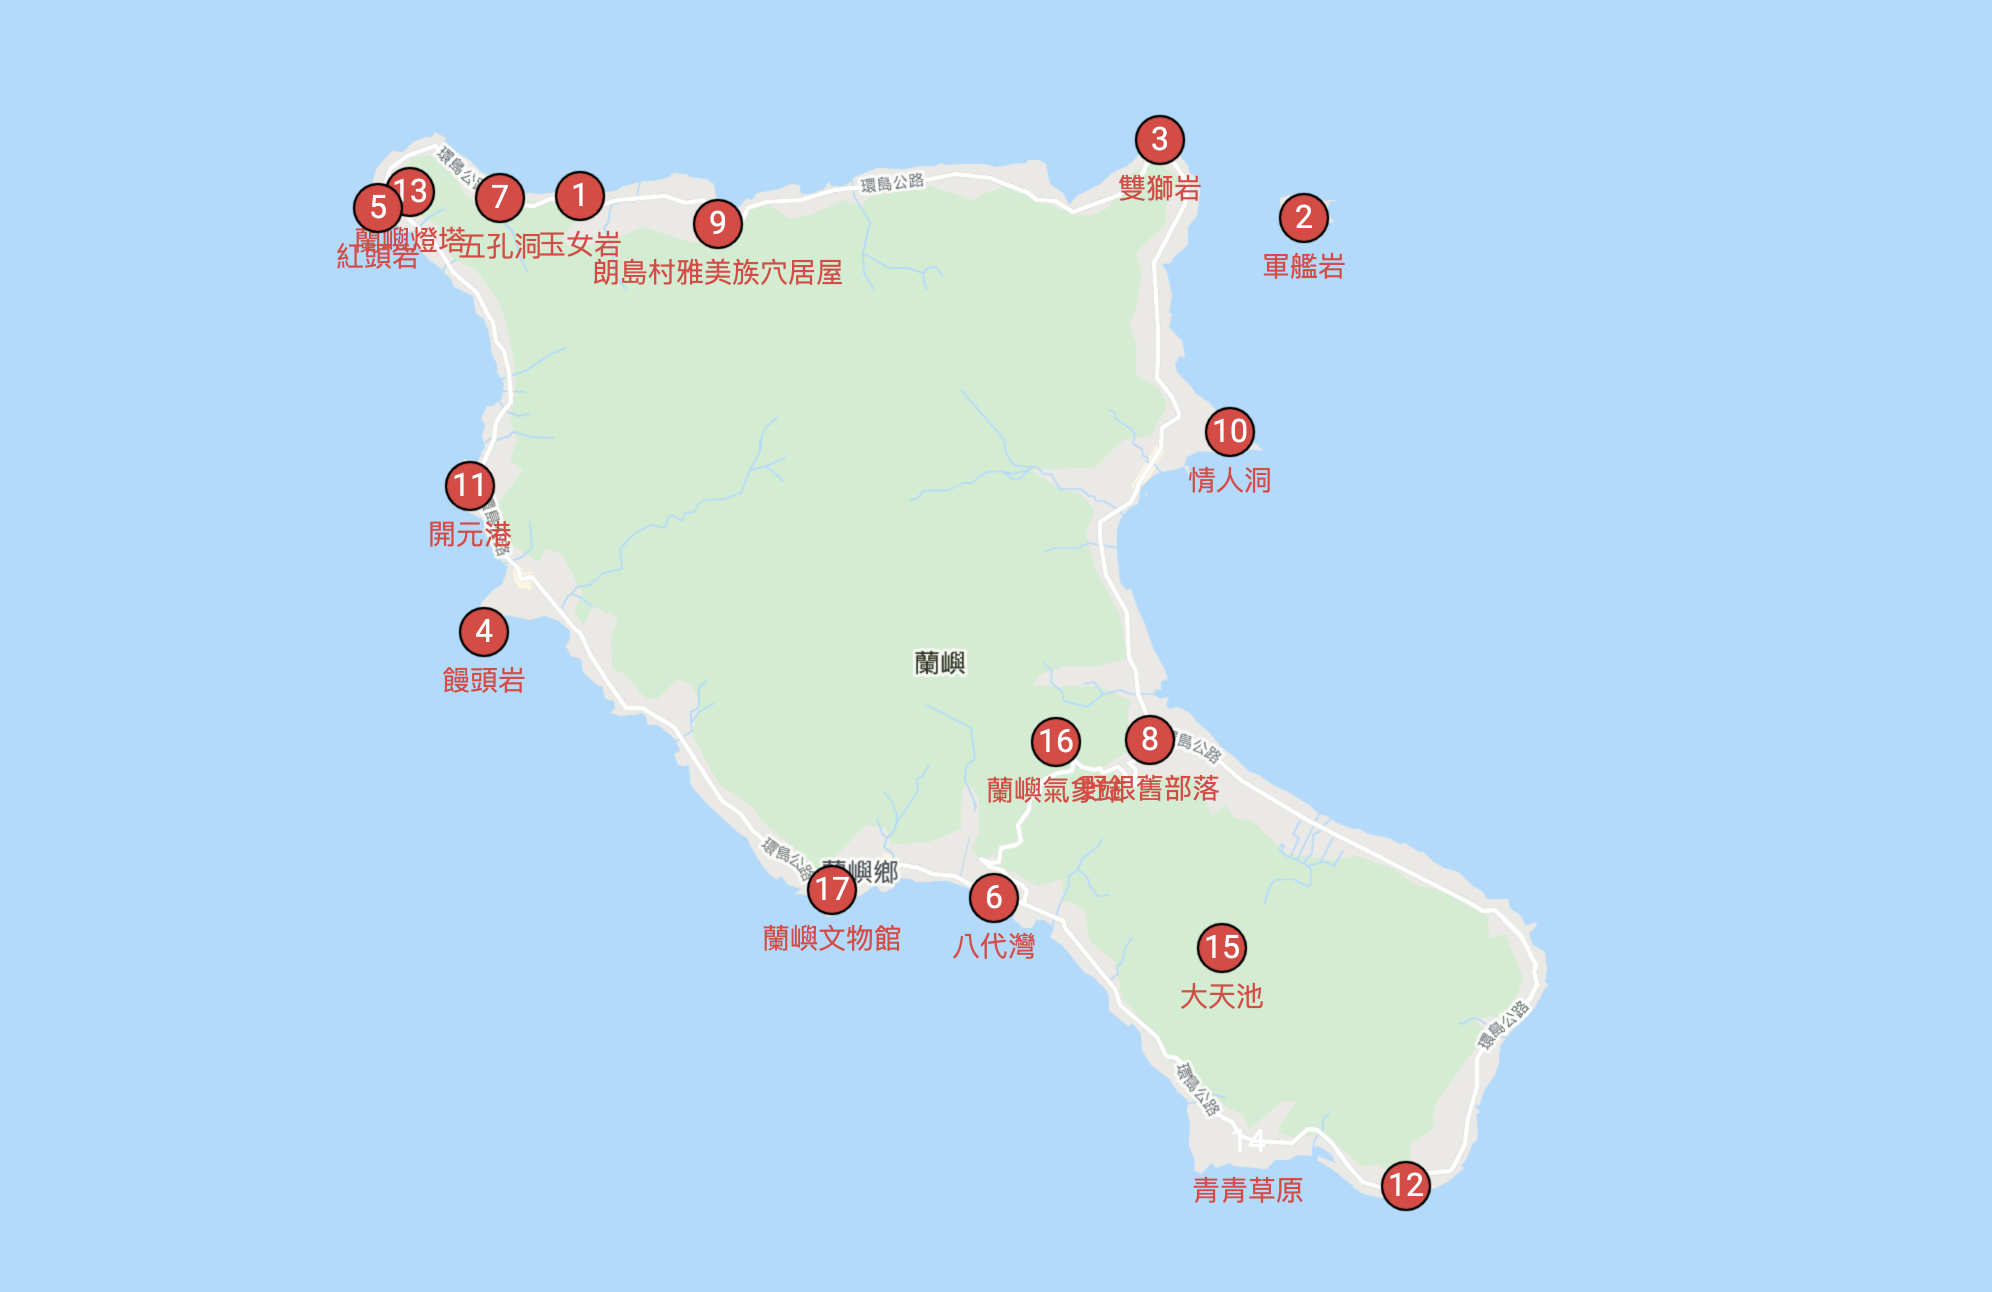 3
雙獅岩
環島公路
13
蘭嶼燈塔
5
紅頭岩
7
五孔洞
1
玉女岩
9
朗島村雅美族穴居屋
環島公路
2
軍艦岩
10
情人洞
11
開元港
環島公路
4
饅頭岩
蘭嶼
16
蘭嶼氣象站
8
野銀舊部落
環島公路
環島公路
蘭嶼鄉
17
蘭嶼文物館
6
八代灣
15
大天池
環島公路
環島公路
14
青青草原
12